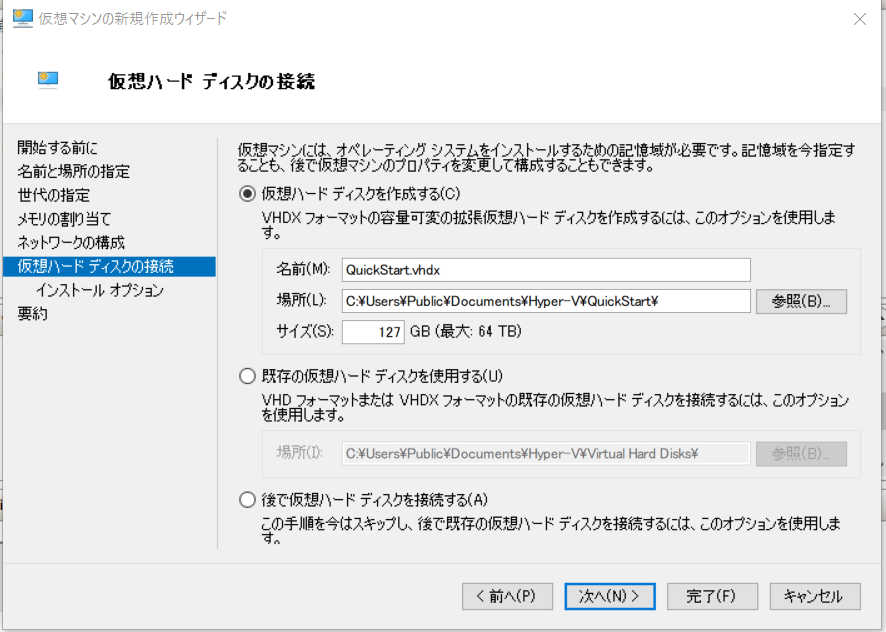 仮想マシンの新規作成ウィザード
仮想ハード ディスクの接続
開始する前に
名前と場所の指定
世代の指定
メモリの割り当て
ネットワークの構成
仮想ハード ディスクの接続
インストール オプション
要約
仮想マシンには、オペレーティング システムをインストールするための記憶域が必要です。記憶域を今指定す
ることも、後で仮想マシンのプロパティを変更して構成することもできます。
仮想ハード ディスクを作成する(C)
VHDX フォーマットの容量可変の拡張仮想ハード ディスクを作成するには、このオプションを使用しま
す。
名前(M): QuickStart.vhdx
場所(L): C:¥Users¥Public¥Documents¥Hyper-V¥QuickStart¥ 参照(B)...
サイズ(S): 127 GB (最大: 64 TB)
既存の仮想ハード ディスクを使用する(U)
VHD フォーマットまたは VHDX フォーマットの既存の仮想ハード ディスクを接続するには、このオプション
を使用します。
場所(I): C:¥Users¥Public¥Documents¥Hyper-V¥Virtual Hard Disks¥ 参照(B)...
後で仮想ハード ディスクを接続する(A)
この手順を今はスキップし、後で既存の仮想ハード ディスクを接続するには、このオプションを使用しま
す。
< 前へ(P) 次へ(N) > 完了(F) キャンセル